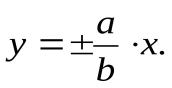 y = ± a/b · x.